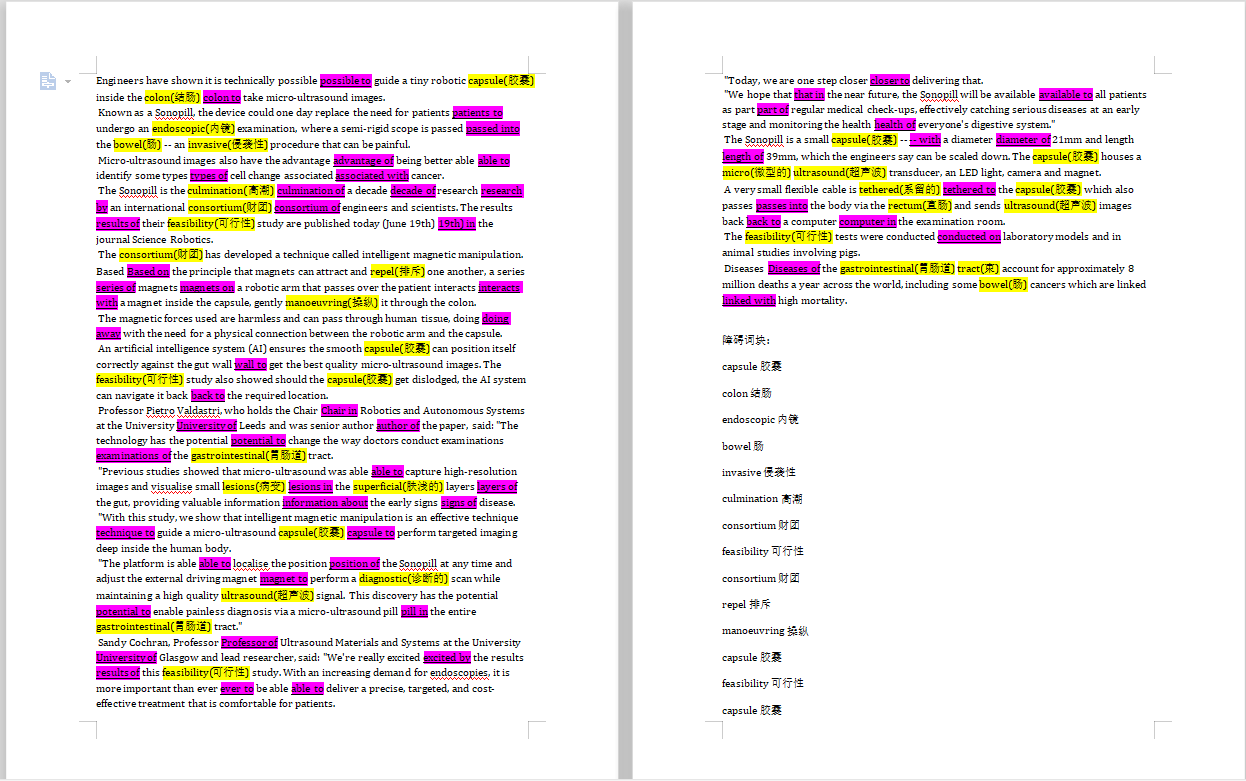 Engineers have shown it is technically possible possible to guide a tiny robotic capsule(胶囊)
inside the colon(结肠) colon to take micro-ultrasound images.
Known as a Sonopill, the device could one day replace the need for patients patients to
undergo an endoscopic(内镜) examination, where a semi-rigid scope is passed passed into
the bowel(肠) -- an invasive(侵袭性) procedure that can be painful.
Micro-ultrasound images also have the advantage advantage of being better able able to
identify some types types of cell change associated associated with cancer.
The Sonopill is the culmination(高潮) culmination of a decade decade of research research
by an international consortium(财团) consortium of engineers and scientists. The results
results of their feasibility(可行性) study are published today (June 19th) 19th) in the
journal Science Robotics.
The consortium(财团) has developed a technique called intelligent magnetic manipulation.
Based Based on the principle that magnets can attract and repel(排斥) one another, a series
series of magnets magnets on a robotic arm that passes over the patient interacts interacts
with a magnet inside the capsule, gently manoeuvring(操纵) it through the colon.
The magnetic forces used are harmless and can pass through human tissue, doing doing
away with the need for a physical connection between the robotic arm and the capsule.
An artificial intelligence system (AI) ensures the smooth capsule(胶囊) can position itself
correctly against the gut wall wall to get the best quality micro-ultrasound images. The
feasibility(可行性) study also showed should the capsule(胶囊) get dislodged, the AI system
can navigate it back back to the required location.
Professor Pietro Valdastri, who holds the Chair Chair in Robotics and Autonomous Systems
at the University University of Leeds and was senior author author of the paper, said: "The
technology has the potential potential to change the way doctors conduct examinations
examinations of the gastrointestinal(胃肠道) tract.
"Previous studies showed that micro-ultrasound was able able to capture high-resolution
images and visualise small lesions(病变) lesions in the superficial(肤浅的) layers layers of
the gut, providing valuable information information about the early signs signs of disease.
"With this study, we show that intelligent magnetic manipulation is an effective technique
technique to guide a micro-ultrasound capsule(胶囊) capsule to perform targeted imaging
deep inside the human body.
"The platform is able able to localise the position position of the Sonopill at any time and
adjust the external driving magnet magnet to perform a diagnostic(诊断的) scan while
maintaining a high quality ultrasound(超声波) signal. This discovery has the potential
potential to enable painless diagnosis via a micro-ultrasound pill pill in the entire
gastrointestinal(胃肠道) tract."
Sandy Cochran, Professor Professor of Ultrasound Materials and Systems at the University
University of Glasgow and lead researcher, said: "We're really excited excited by the results
results of this feasibility(可行性) study. With an increasing demand for endoscopies, it is
more important than ever ever to be able able to deliver a precise, targeted, and cost-
effective treatment that is comfortable for patients.
"Today, we are one step closer closer to delivering that.
"We hope that that in the near future, the Sonopill will be available available to all patients
as part part of regular medical check-ups, effectively catching serious diseases at an early
stage and monitoring the health health of everyone's digestive system."
The Sonopill is a small capsule(胶囊) -- -- with a diameter diameter of 21mm and length
length of 39mm, which the engineers say can be scaled down. The capsule(胶囊) houses a
micro(微型的) ultrasound(超声波) transducer, an LED light, camera and magnet.
A very small flexible cable is tethered(系留的) tethered to the capsule(胶囊) which also
passes passes into the body via the rectum(直肠) and sends ultrasound(超声波) images
back back to a computer computer in the examination room.
The feasibility(可行性) tests were conducted conducted on laboratory models and in
animal studies involving pigs.
Diseases Diseases of the gastrointestinal(胃肠道) tract(束) account for approximately 8
million deaths a year across the world, including some bowel(肠) cancers which are linked
linked with high mortality.
障碍词块:
capsule 胶囊
colon 结肠
endoscopic 内镜
bowel 肠
invasive 侵袭性
culmination 高潮
consortium 财团
feasibility 可行性
consortium 财团
repel 排斥
manoeuvring 操纵
capsule 胶囊
feasibility 可行性
capsule 胶囊